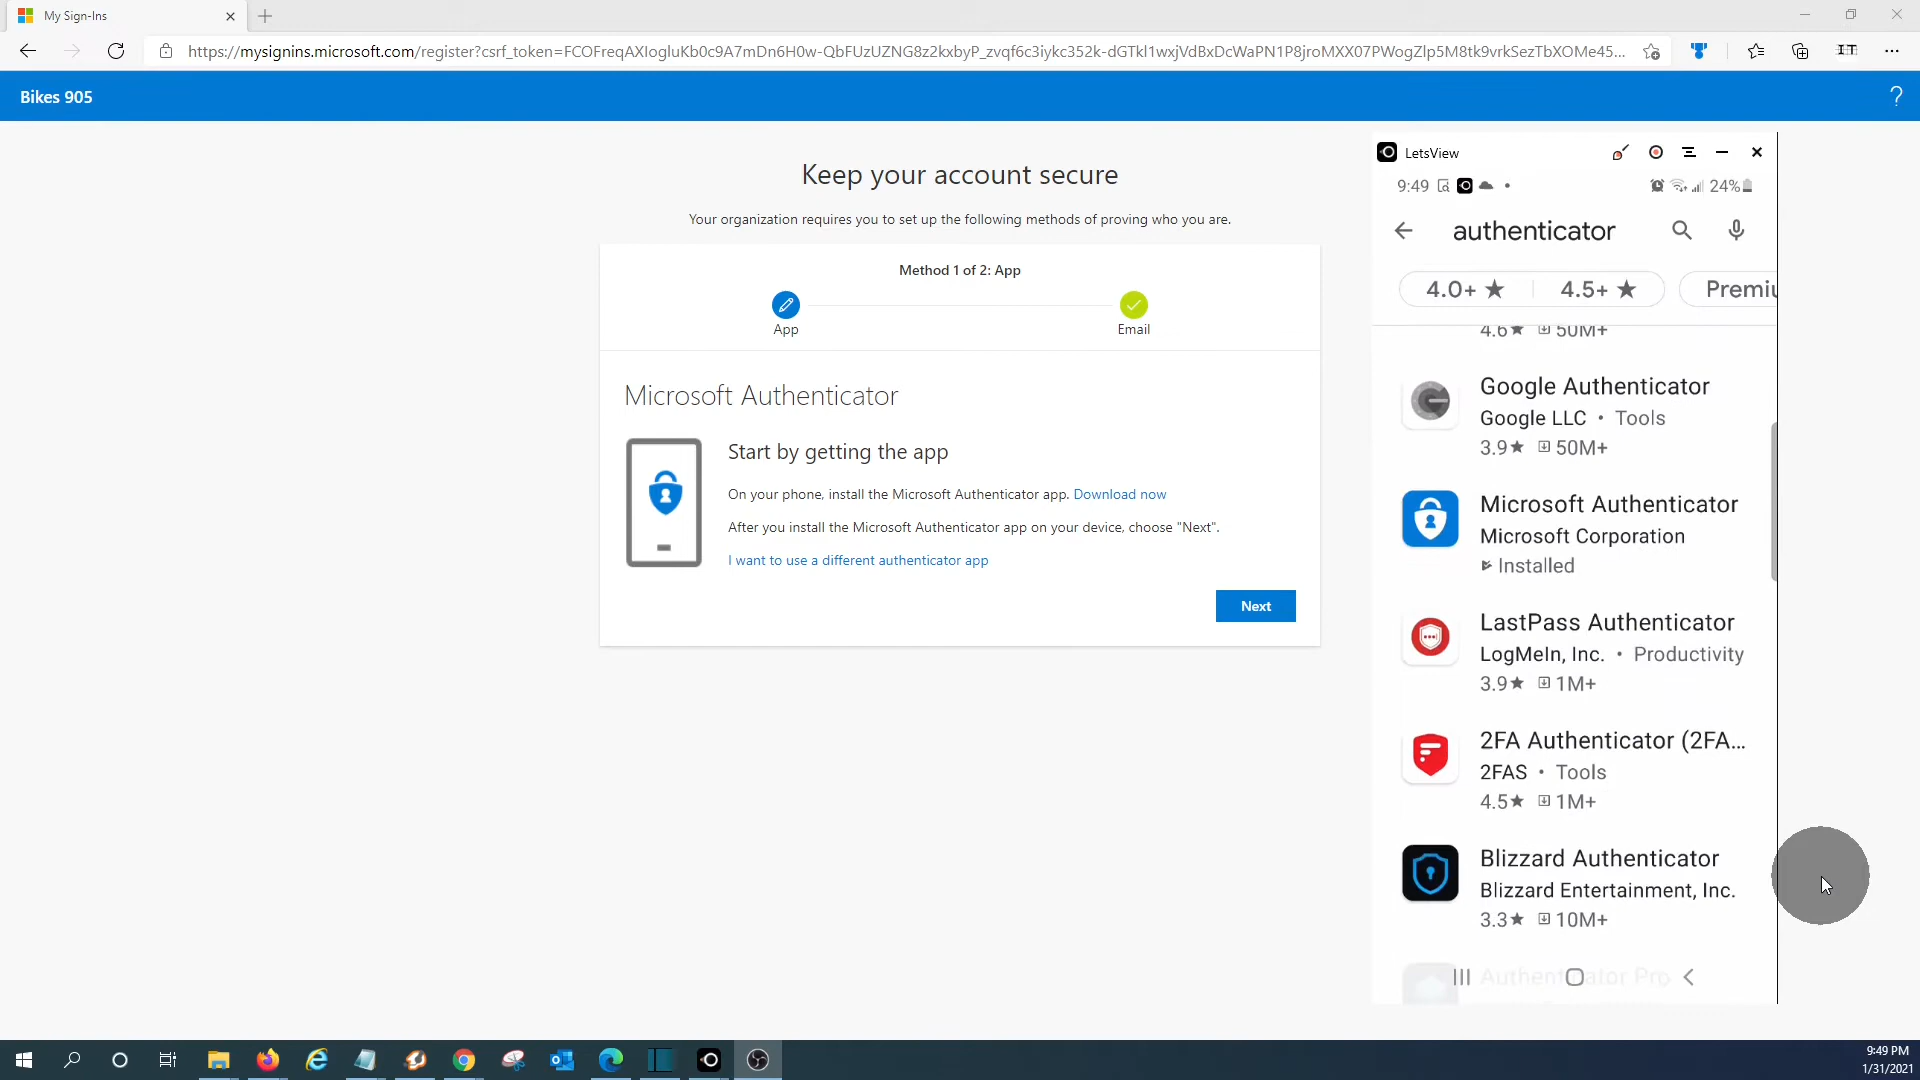 My Sign-Ins
https://mysignins.microsoft.com/register?csrf_token=FCOFreqAXIogluKb0c9A7mDn6H0w-QbFUzUZNG8z2kxbyP_zvqf6c3iykc352k-dGTkl1wxjVdBxDcWaPN1P8jroMXX07PWogZlp5M8tk9vrkSezTbXOMe45...
Bikes 905
?
Keep your account secure
Your organization requires you to set up the following methods of proving who you are.
Method 1 of 2: App
App
Email
Microsoft Authenticator
Start by getting the app
On your phone, install the Microsoft Authenticator app. Download now
After you install the Microsoft Authenticator app on your device, choose "Next".
I want to use a different authenticator app
Next
LetsView
9:49
24%
authenticator
4.0+ ★
4.5+ ★
Premiu
4.6★ 50M+
Google Authenticator
Google LLC • Tools
3.9★ 50M+
Microsoft Authenticator
Microsoft Corporation
Installed
LastPass Authenticator
LogMeIn, Inc. • Productivity
3.9★ 1M+
2FA Authenticator (2FA...
2FAS • Tools
4.5★ 1M+
Blizzard Authenticator
Blizzard Entertainment, Inc.
3.3★ 10M+
Authenticator Pro
9:49 PM
1/31/2021